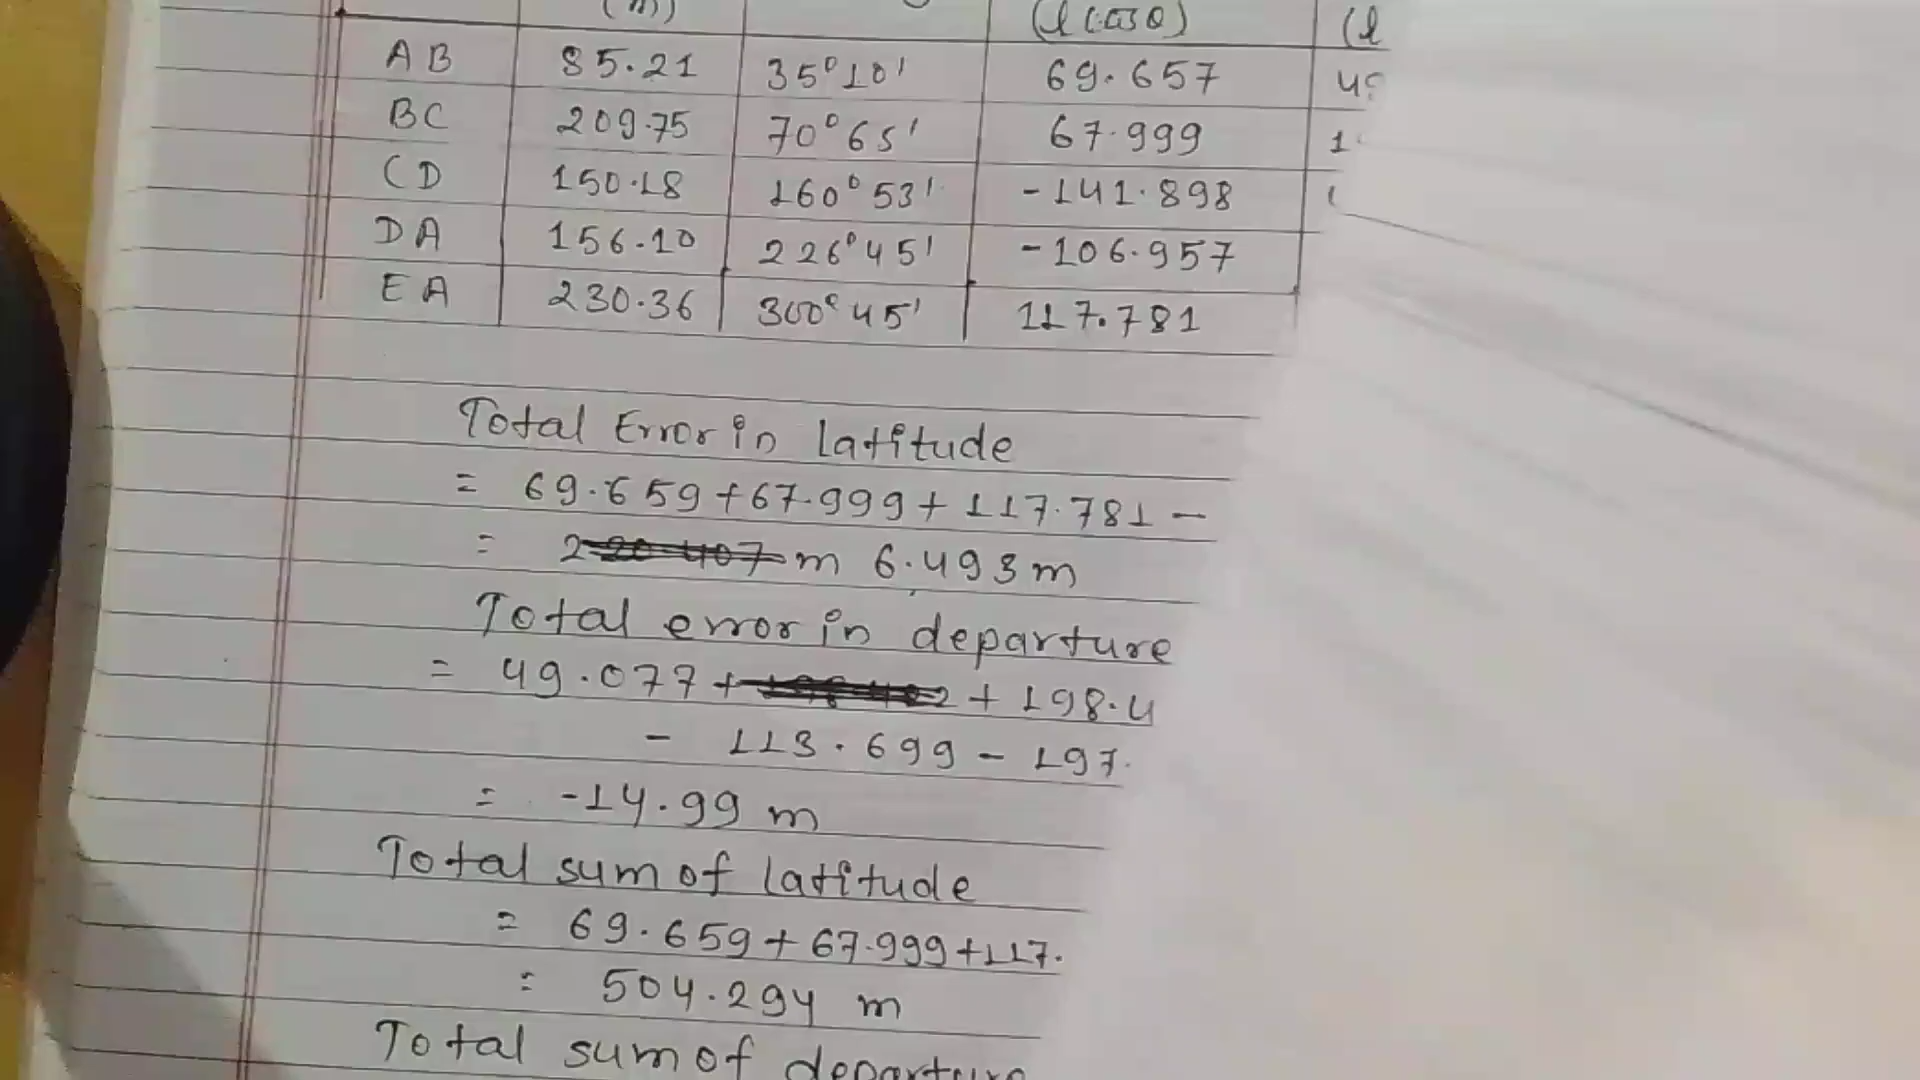 (m) (l cosθ) (l
AB 85.21 35°10' 69.657
BC 209.75 70°65' 67.999
CD 150.18 160°53' -141.898
DA 156.10 226°45' -106.957
EA 230.36 300°45' 117.781
Total Error in latitude
= 69.659+67.999+117.781-
= m 6.493m
Total error in departure
= 49.077+ + 198.4
- 113.699 - 197.
= -14.99 m
Total sum of latitude
= 69.659+67.999+117.
= 504.294 m
Total sum of departure